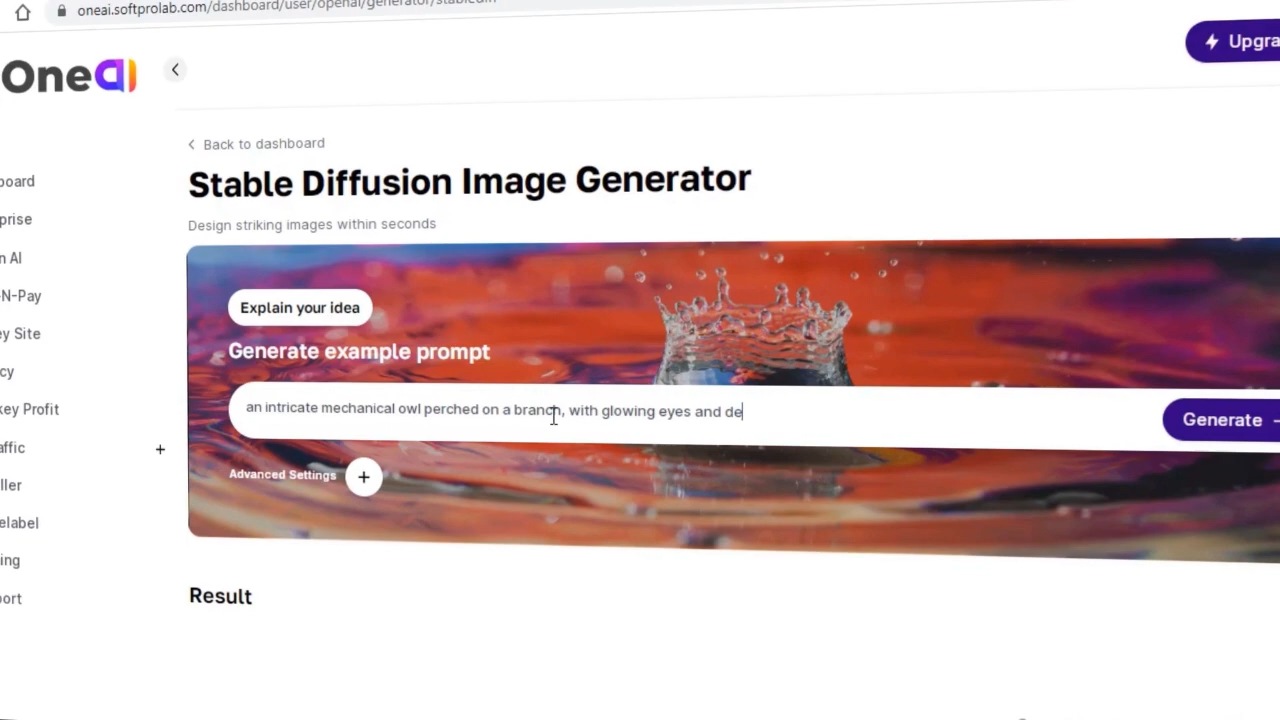 oneai.softprolab.com/dashboard/user/openai/generator/stablediff
OneAI
Upgra
Back to dashboard
Stable Diffusion Image Generator
Design striking images within seconds
Explain your idea
Generate example prompt
an intricate mechanical owl perched on a branch, with glowing eyes and de
Generate
Advanced Settings
+
Result
board
prise
n AI
-N-Pay
ey Site
cy
key Profit
affic
+
ller
elabel
ing
port